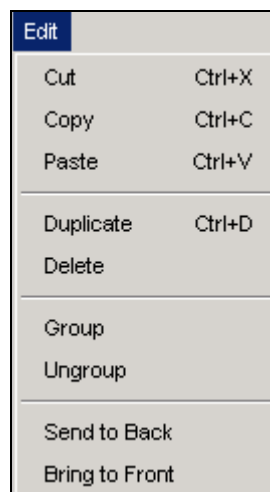 Edit
Cut Ctrl+X
Copy Ctrl+C
Paste Ctrl+V
Duplicate Ctrl+D
Delete
Group
Ungroup
Send to Back
Bring to Front